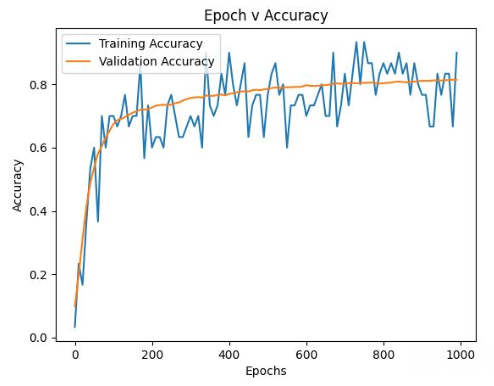 Epoch v Accuracy
Training Accuracy
Validation Accuracy
0.8
0.6
0.4
0.2
0.0
Accuracy
0 200 400 600 800 1000
Epochs